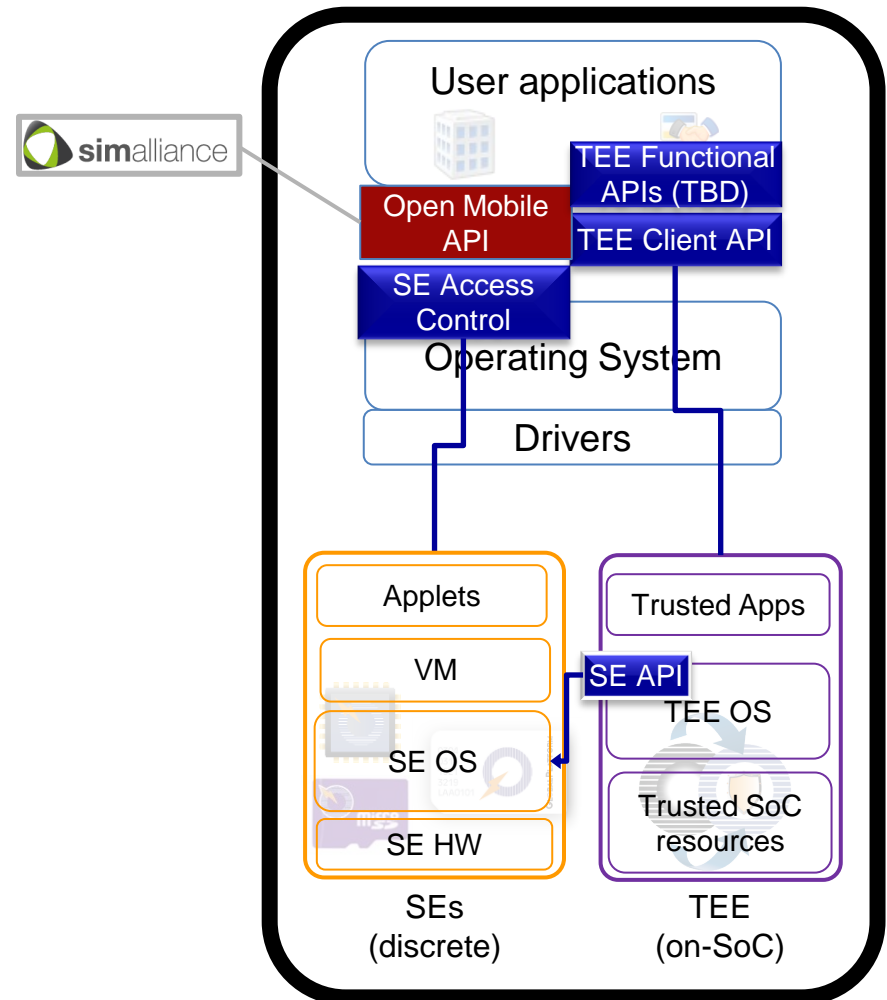 User applications
simalliance
TEE Functional
APIs (TBD)
Open Mobile
API
TEE Client API
SE Access
Control
Operating System
Drivers
Applets
Trusted Apps
VM
SE API
TEE OS
SE OS
Trusted SoC
resources
SE HW
SEs
(discrete)
TEE
(on-SoC)